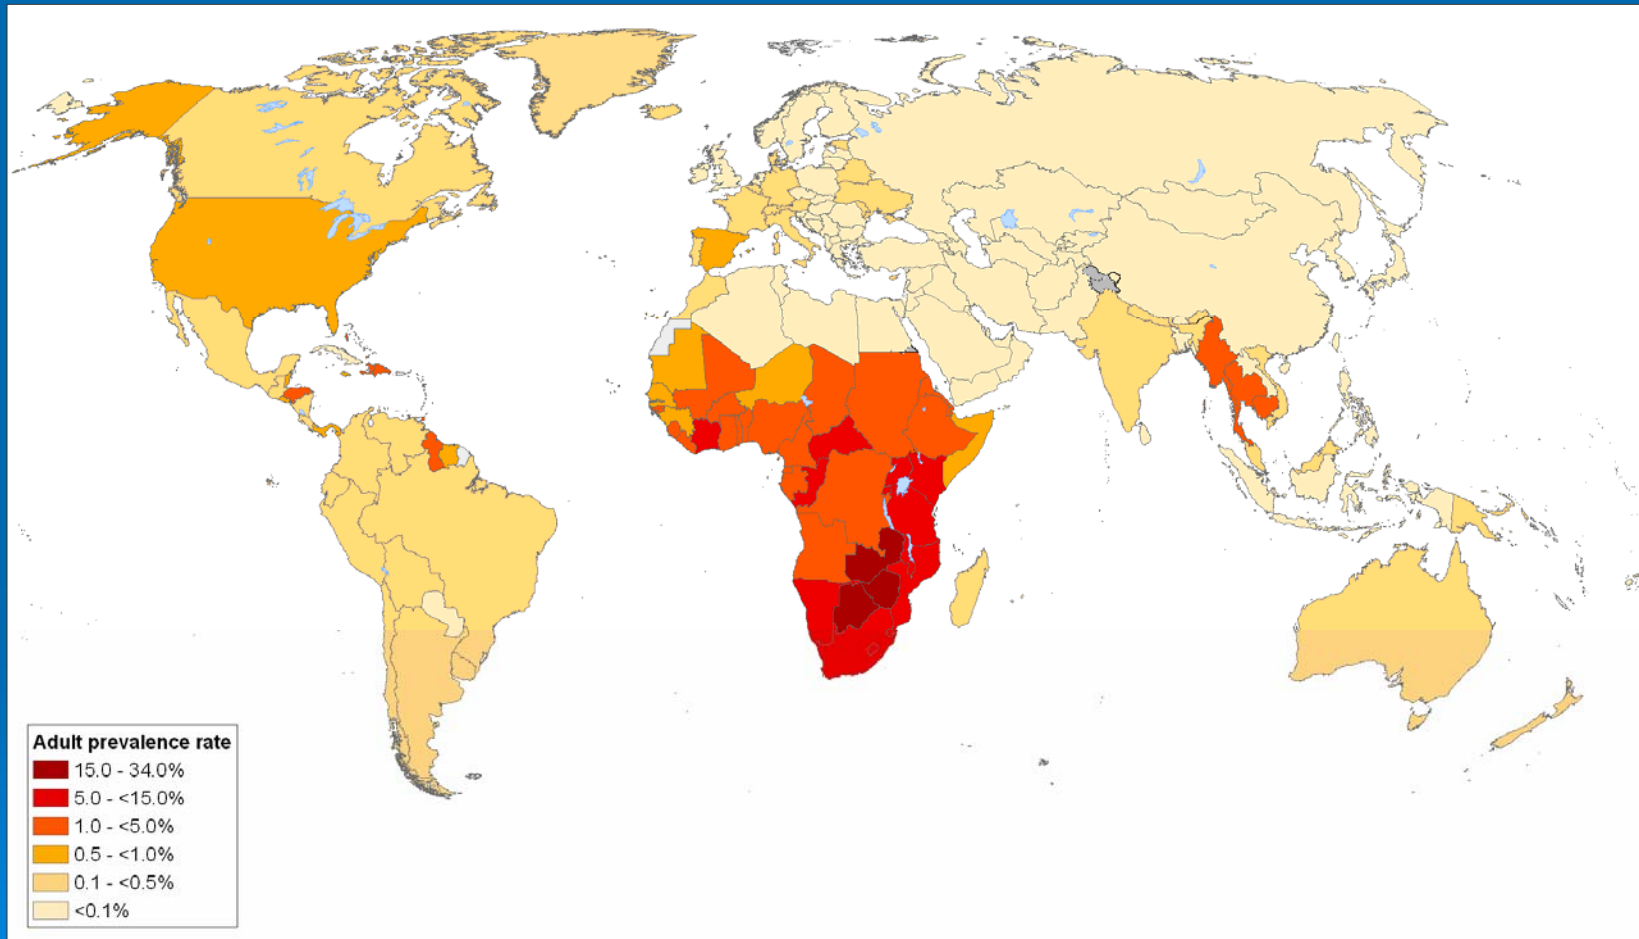 Adult prevalence rate
15.0 - 34.0%
5.0 - <15.0%
1.0 - <5.0%
0.5 - <1.0%
0.1 - <0.5%
<0.1%